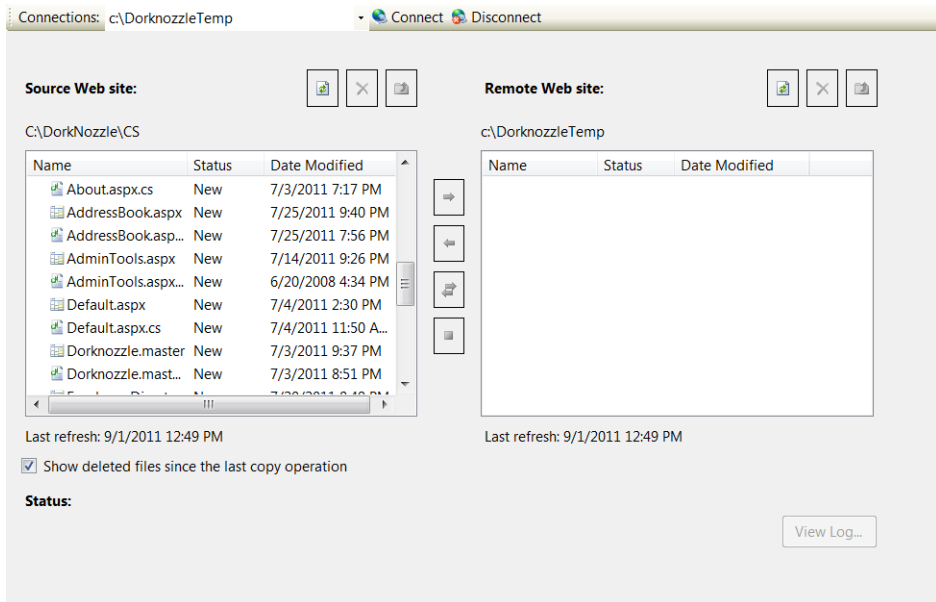 Connections: c:\DorknozzleTemp Connect Disconnect
Source Web site: Remote Web site:
C:\DorkNozzle\CS c:\DorknozzleTemp
Name Status Date Modified Name Status Date Modified
About.aspx.cs New 7/3/2011 7:17 PM
AddressBook.aspx New 7/25/2011 9:40 PM
AddressBook.asp... New 7/25/2011 7:56 PM
AdminTools.aspx New 7/14/2011 9:26 PM
AdminTools.aspx... New 6/20/2008 4:34 PM
Default.aspx New 7/4/2011 2:30 PM
Default.aspx.cs New 7/4/2011 11:50 A...
Dorknozzle.master New 7/3/2011 9:37 PM
Dorknozzle.mast... New 7/3/2011 8:51 PM
Last refresh: 9/1/2011 12:49 PM Last refresh: 9/1/2011 12:49 PM
Show deleted files since the last copy operation
Status:
View Log...